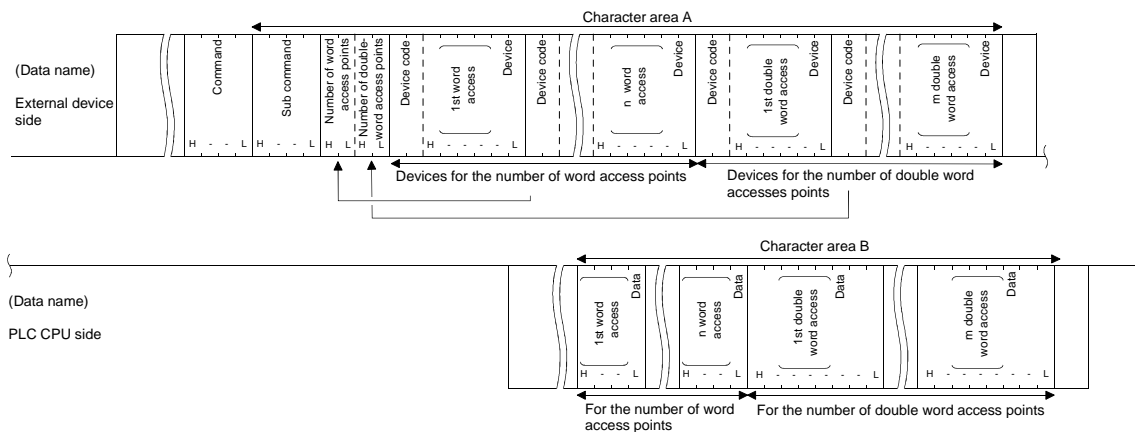 Character area A
(Data name)
External device
side
Command
H - - L
Sub command
H - - L
Number of word
access points
H L
Number of double-
word access points
H L
Device code
1st word
access
Device
H - - - - L
Device code
n word
access
Device
H - - - - L
Device code
1st double
word access
Device
H - - - - L
Device code
m double
word access
Device
H - - - - L
Devices for the number of word access points
Devices for the number of double word
accesses points
Character area B
(Data name)
PLC CPU side
1st word
access
Data
H - - L
n word
access
Data
H - - L
1st double
word access
Data
H - - - - - - L
m double
word access
Data
H - - - - - - L
For the number of word
access points
For the number of double word access points